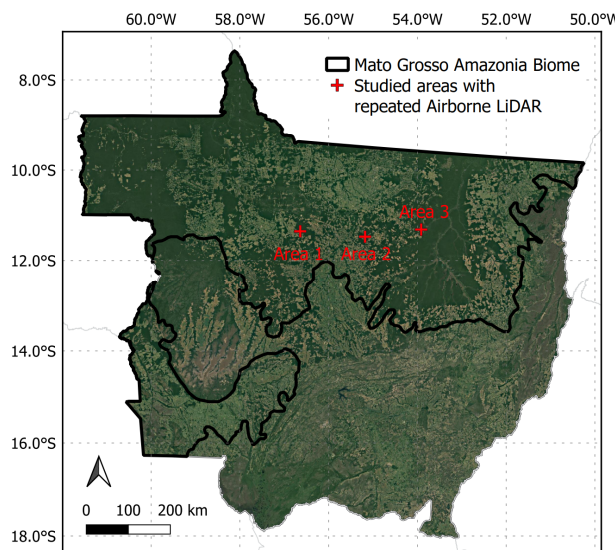 60.0°W 58.0°W 56.0°W 54.0°W 52.0°W 50.0°W
Mato Grosso Amazonia Biome
Studied areas with
repeated Airborne LiDAR
8.0°S
10.0°S
Area 3
Area 1 Area 2
12.0°S
14.0°S
16.0°S
0 100 200 km
18.0°S